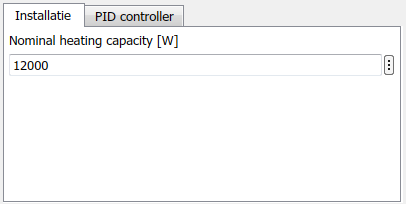 Installatie PID controller
Nominal heating capacity [W]
12000